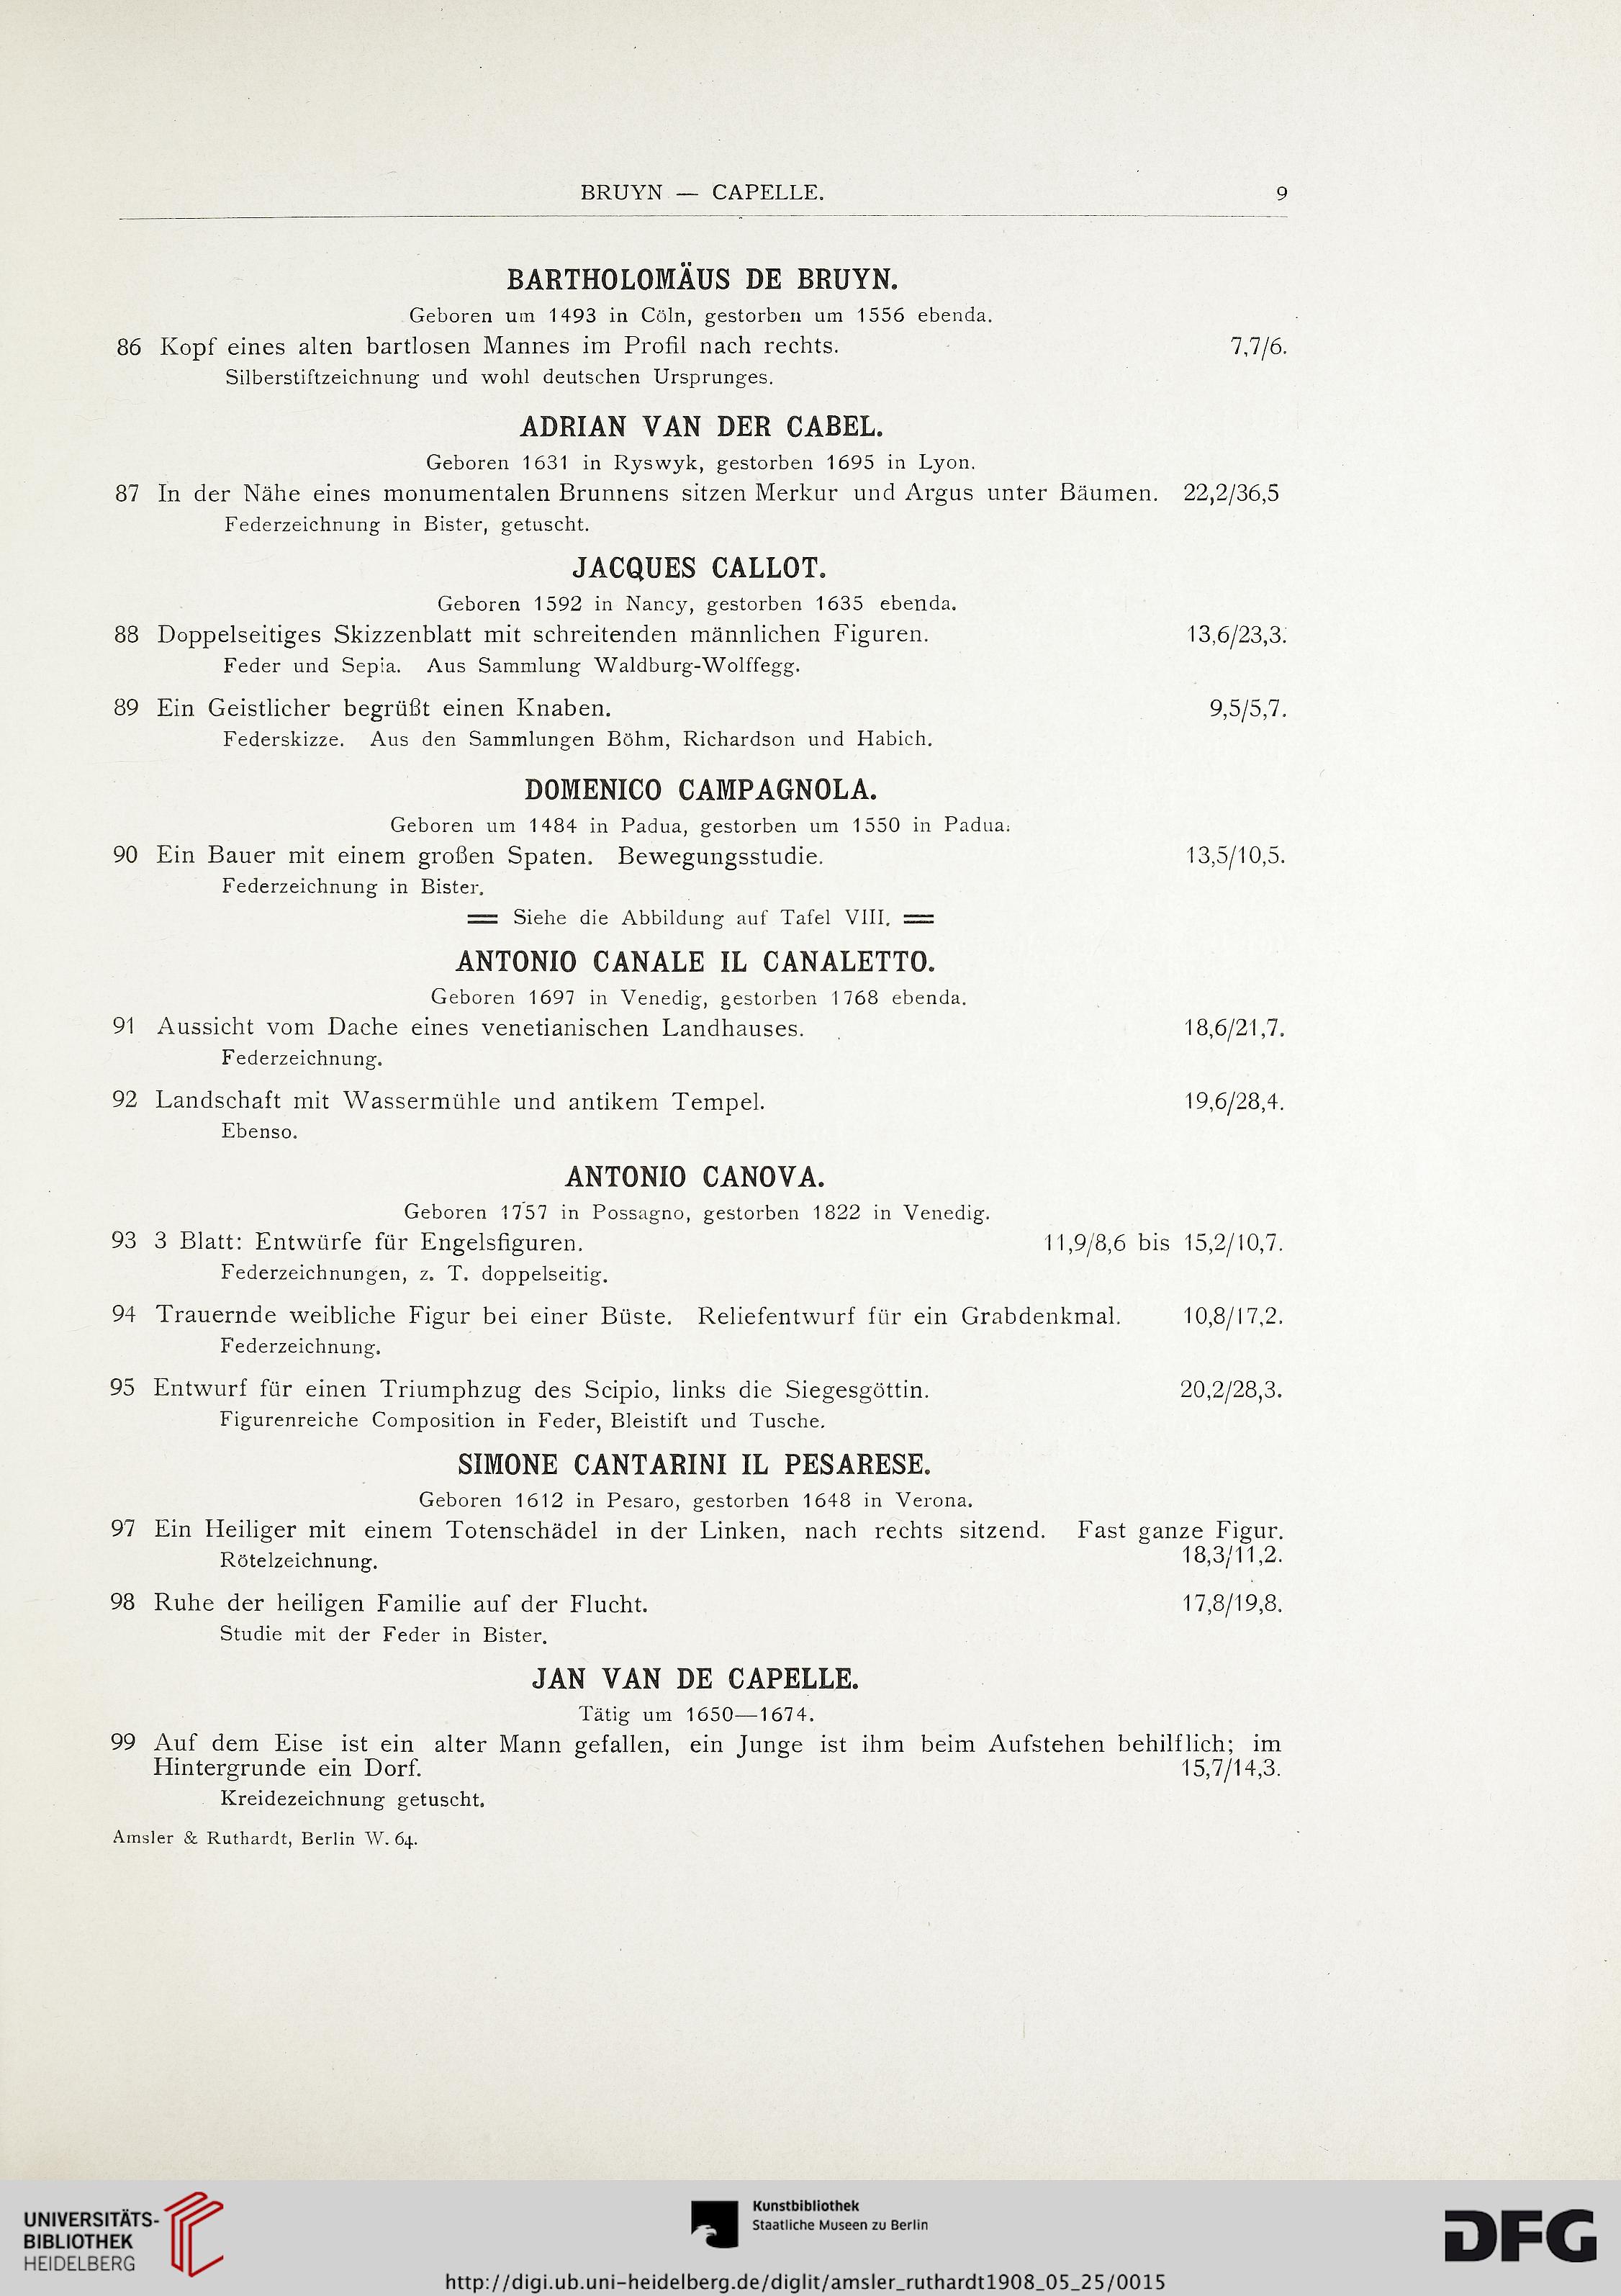 BRUYN — CAPELLE. 9
BARTHOLOMÄUS DE BRUYN.
Geboren um 1493 in Cöln, gestorben um 1556 ebenda.
86 Kopf eines alten bartlosen Mannes im Profil nach rechts. 7,7/6.
Silberstiftzeichnung und wohl deutschen Ursprunges.
ADRIAN VAN DER CABEL.
Geboren 1631 in Ryswyk, gestorben 1695 in Lyon.
87 In der Nähe eines monumentalen Brunnens sitzen Merkur und Argus unter Bäumen. 22,2/36,5
Federzeichnung in Bister, getuscht.
JACQUES CALLOT.
Geboren 1592 in Nancy, gestorben 1635 ebenda.
88 Doppelseitiges Skizzenblatt mit schreitenden männlichen Figuren. 13,6/23,3.
Feder und Sepia. Aus Sammlung Waldburg-Wolffegg.
89 Ein Geistlicher begrüßt einen Knaben. 9,5/5,7.
Federskizze. Aus den Sammlungen Böhm, Richardson und Habich.
DOMENICO CAMPAGNOLA.
Geboren um 1484 in Padua, gestorben um 1550 in Padua.
90 Ein Bauer mit einem großen Spaten. Bewegungsstudie. 13,5/10,5.
Federzeichnung in Bister.
═ Siehe die Abbildung auf Tafel VIII. ═
ANTONIO CANALE IL CANALETTO.
Geboren 1697 in Venedig, gestorben 1768 ebenda.
91 Aussicht vom Dache eines venetianischen Landhauses. 18,6/21,7.
Federzeichnung.
92 Landschaft mit Wassermühle und antikem Tempel. 19,6/28,4.
Ebenso.
ANTONIO CANOVA.
Geboren 1757 in Possagno, gestorben 1822 in Venedig.
93 3 Blatt: Entwürfe für Engelsfiguren. 11,9/8,6 bis 15,2/10,7.
Federzeichnungen, z. T. doppelseitig.
94 Trauernde weibliche Figur bei einer Büste. Reliefentwurf für ein Grabdenkmal. 10,8/17,2.
Federzeichnung.
95 Entwurf für einen Triumphzug des Scipio, links die Siegesgöttin. 20,2/28,3.
Figurenreiche Composition in Feder, Bleistift und Tusche.
SIMONE CANTARINI IL PESARESE.
Geboren 1612 in Pesaro, gestorben 1648 in Verona.
97 Ein Heiliger mit einem Totenschädel in der Linken, nach rechts sitzend. Fast ganze Figur.
Rötelzeichnung. 18,3/11,2.
98 Ruhe der heiligen Familie auf der Flucht. 17,8/19,8.
Studie mit der Feder in Bister.
JAN VAN DE CAPELLE.
Tätig um 1650—1674.
99 Auf dem Eise ist ein alter Mann gefallen, ein Junge ist ihm beim Aufstehen behilflich; im
Hintergrunde ein Dorf. 15,7/14,3.
Kreidezeichnung getuscht.
Amsler & Ruthardt, Berlin W. 64.
UNIVERSITÄTS-
BIBLIOTHEK
HEIDELBERG
Kunstbibliothek
Staatliche Museen zu Berlin
DFG
http://digi.ub.uni-heidelberg.de/diglit/amsler_ruthardt1908_05_25/0015